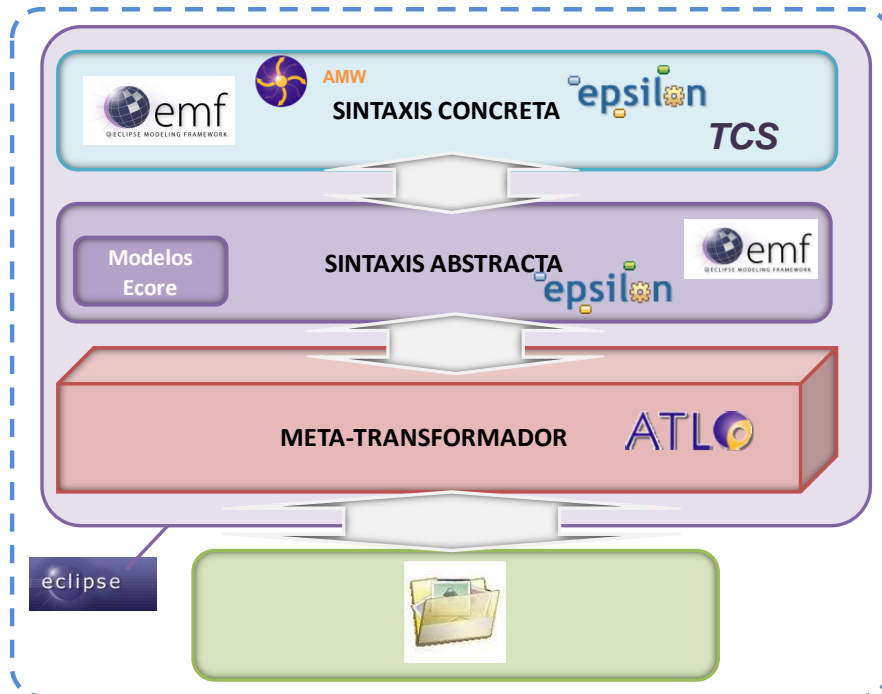 AMW
emf
@ECLIPSE MODELING FRAMEWORK
SINTAXIS CONCRETA
epsilon
TCS
Modelos
Ecore
SINTAXIS ABSTRACTA
epsilon
emf
@ECLIPSE MODELING FRAMEWORK
META-TRANSFORMADOR
ATL
eclipse